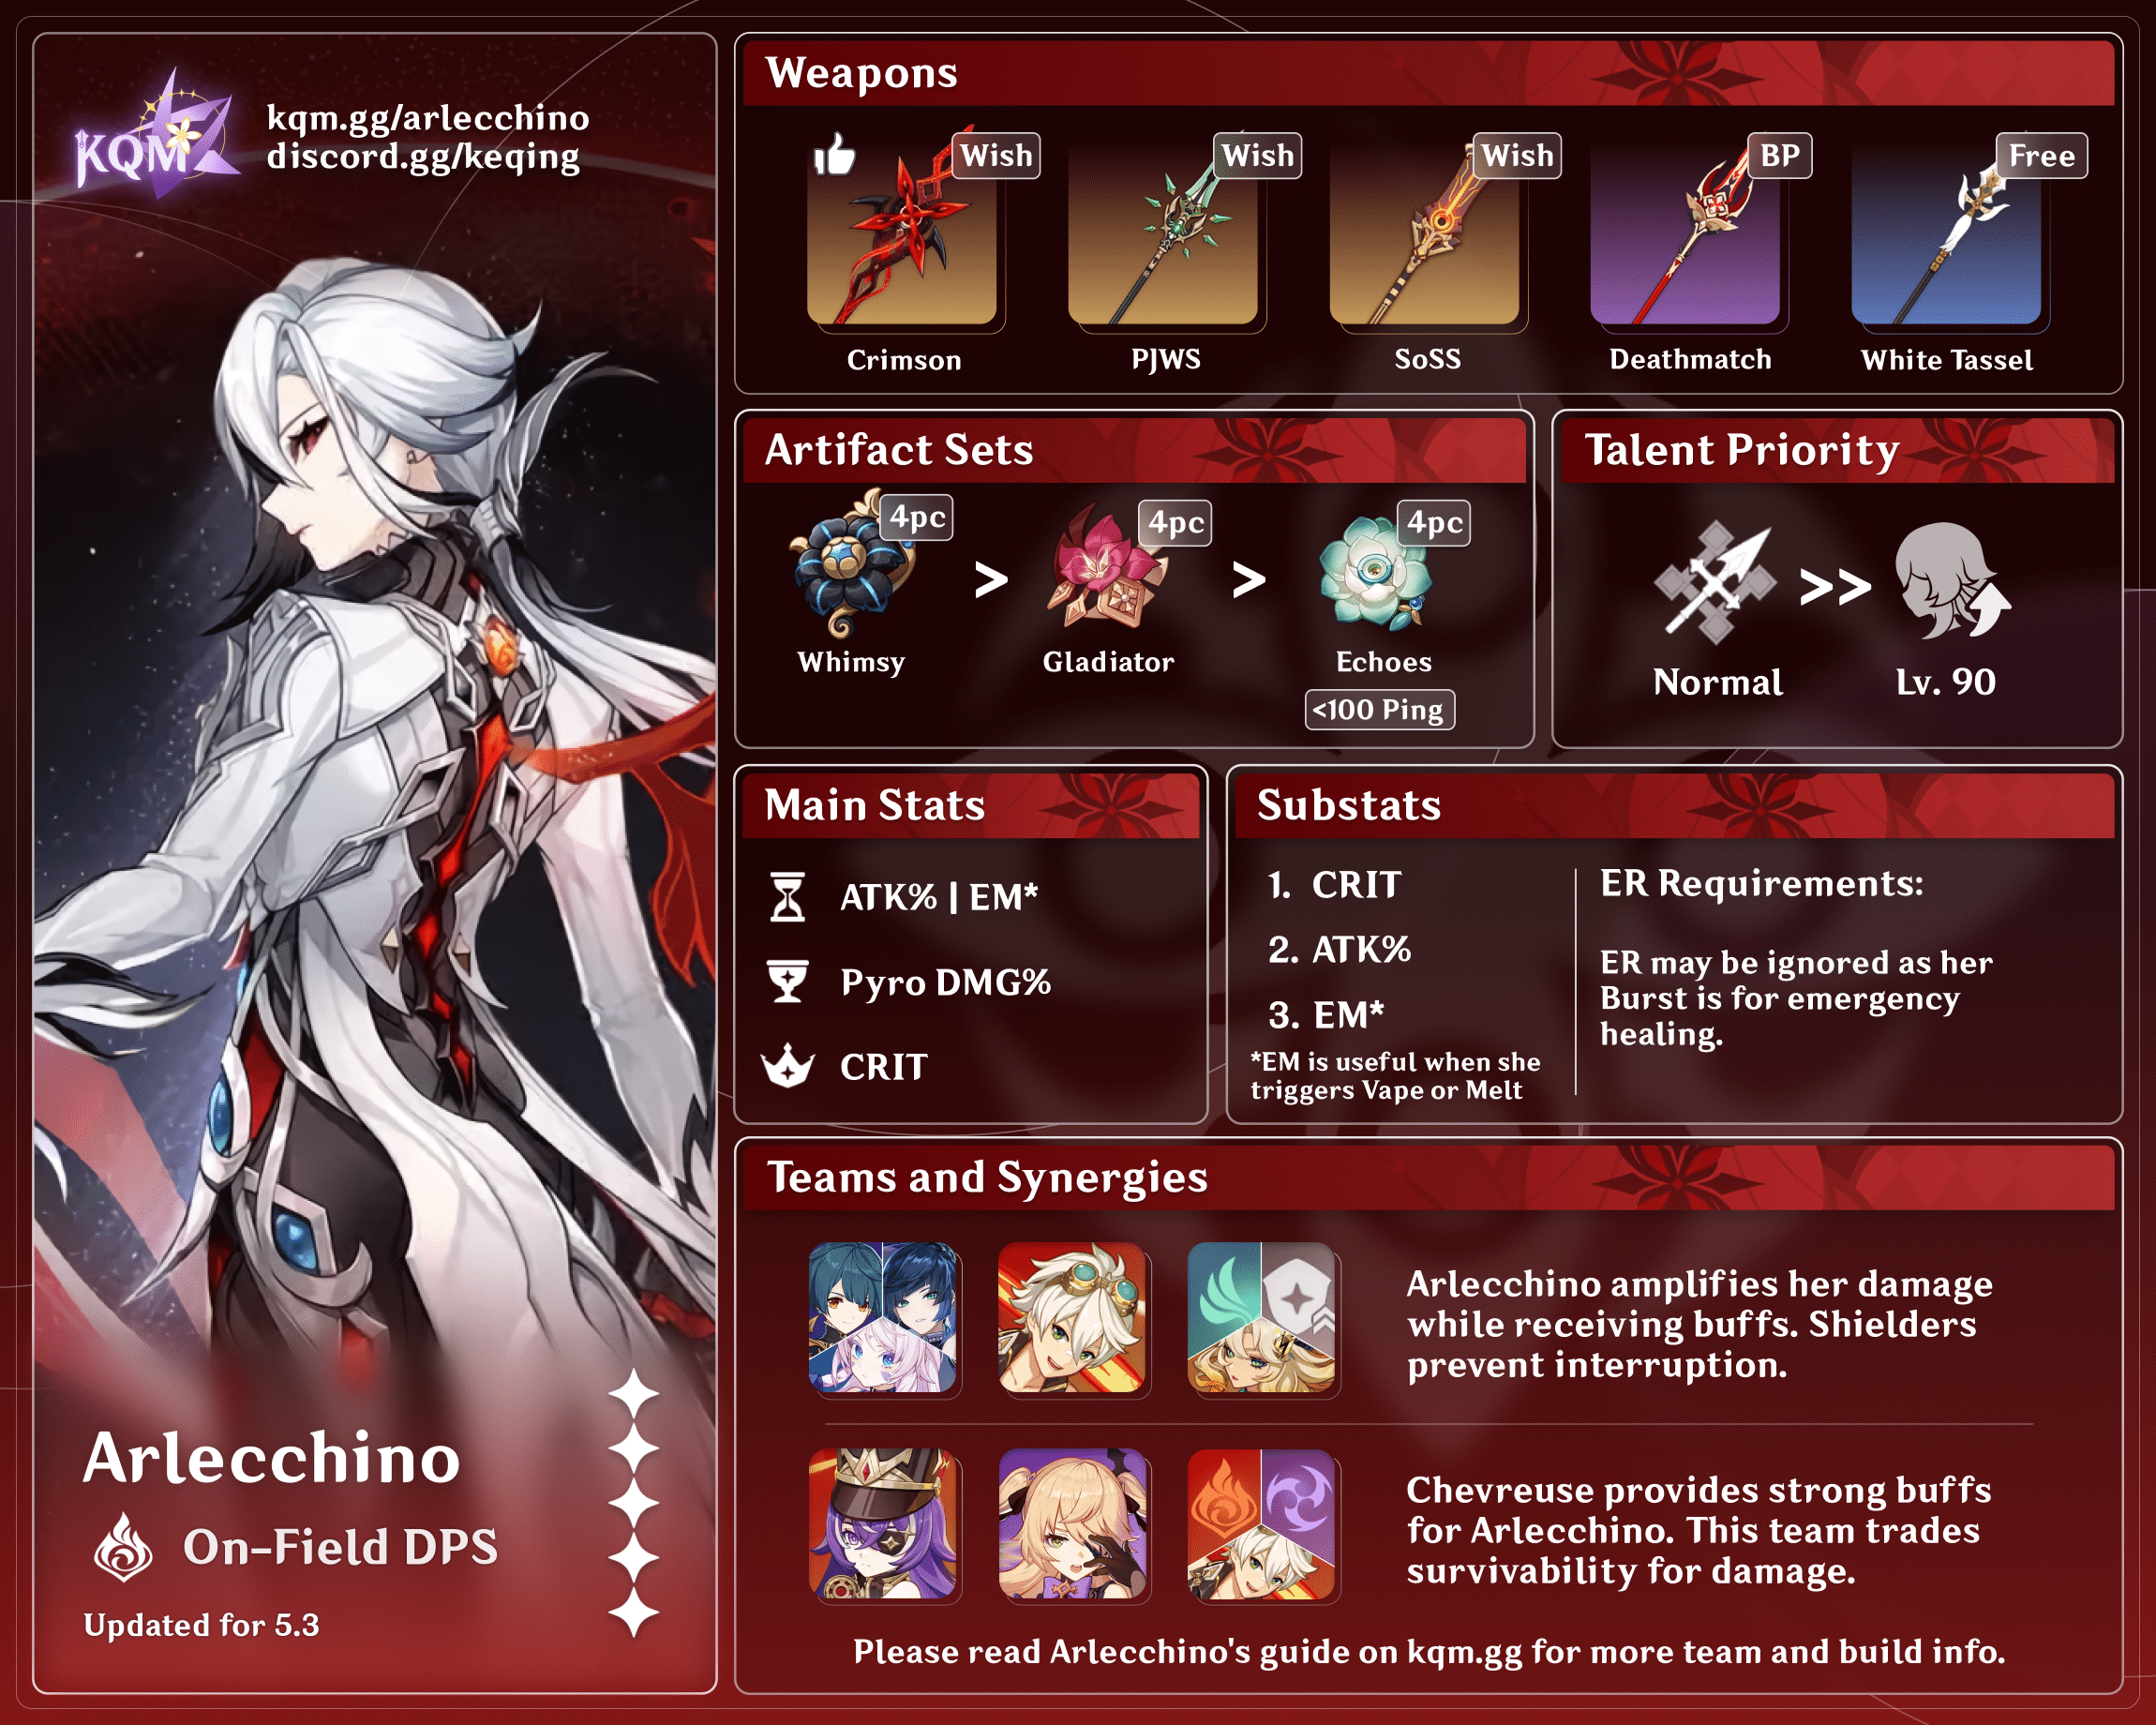 KQM
kqm.gg/arlecchino
discord.gg/keqing
Arlecchino
On-Field DPS
Updated for 5.3
Weapons
Wish
Wish
Wish
BP
Free
Crimson
PJWS
SoSS
Deathmatch
White Tassel
Artifact Sets
4pc
>
4pc
>
4pc
Whimsy
Gladiator
Echoes
<100 Ping
Talent Priority
>>
Normal
Lv. 90
Main Stats
ATK% | EM*
Pyro DMG%
CRIT
Substats
1. CRIT
2. ATK%
3. EM*
*EM is useful when she
triggers Vape or Melt
ER Requirements:
ER may be ignored as her
Burst is for emergency
healing.
Teams and Synergies
Arlecchino amplifies her damage
while receiving buffs. Shielders
prevent interruption.
Chevreuse provides strong buffs
for Arlecchino. This team trades
survivability for damage.
Please read Arlecchino's guide on kqm.gg for more team and build info.